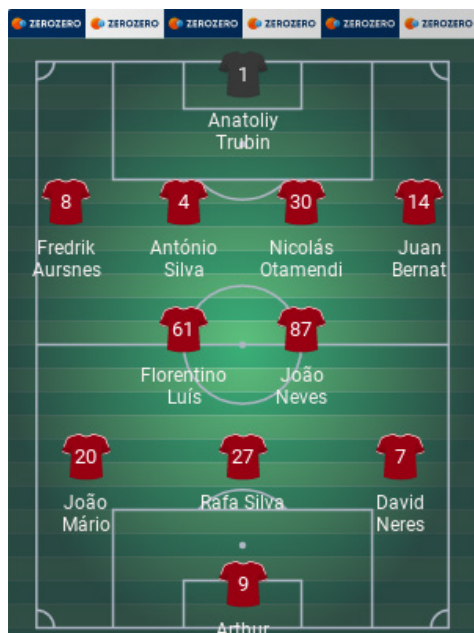 ZEROZERO ZEROZERO ZEROZERO ZEROZERO ZEROZERO ZEROZERO
1
Anatoliy
Trubin
8 4 30 14
Fredrik António Nicolás Juan
Aursnes Silva Otamendi Bernat
61 87
Florentino João
Luís Neves
20 27 7
João Rafa Silva David
Mário Neres
9
Arthur